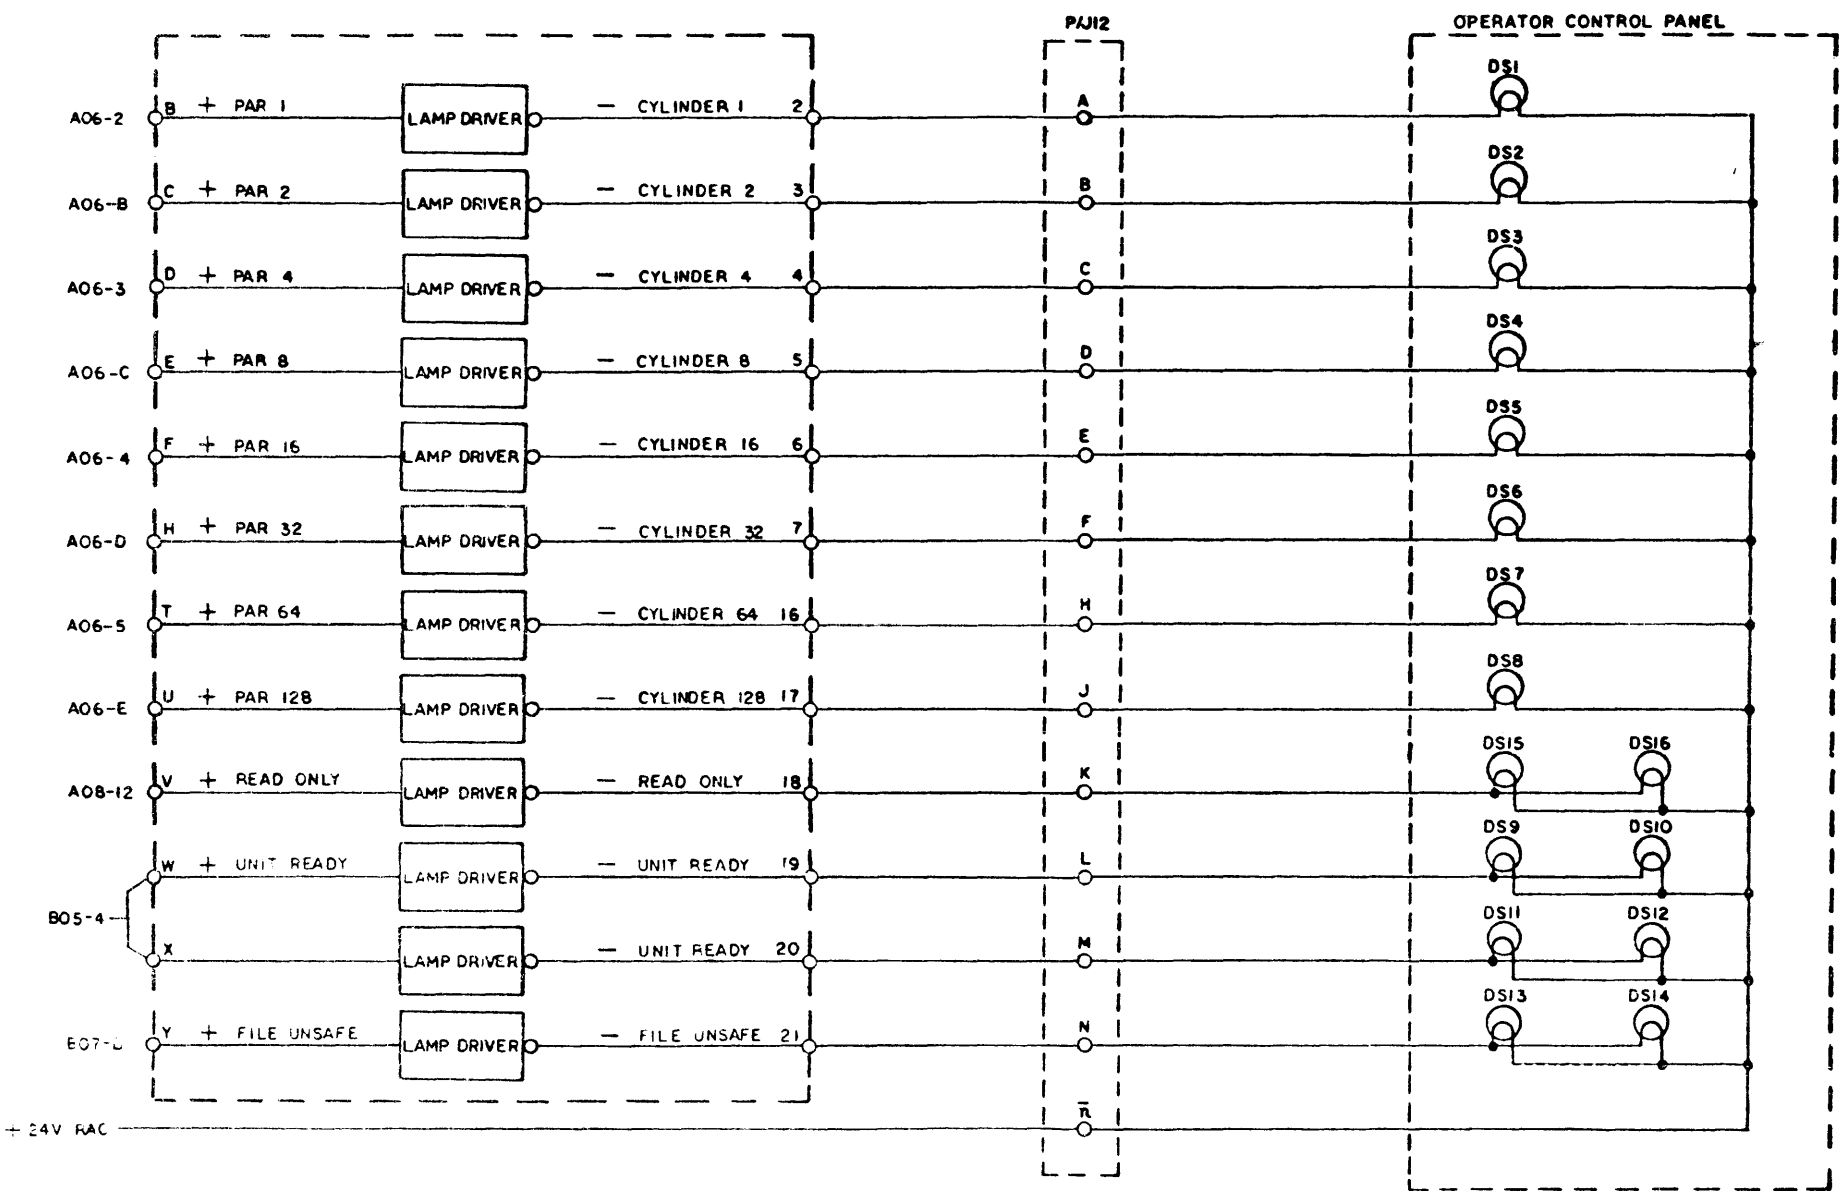 P/J12
OPERATOR CONTROL PANEL
DS1
A06-2 B + PAR 1 LAMP DRIVER — CYLINDER 1 2 A
DS2
A06-B C + PAR 2 LAMP DRIVER — CYLINDER 2 3 B
DS3
A06-3 D + PAR 4 LAMP DRIVER — CYLINDER 4 4 C
DS4
A06-C E + PAR 8 LAMP DRIVER — CYLINDER 8 5 D
DS5
A06-4 F + PAR 16 LAMP DRIVER — CYLINDER 16 6 E
DS6
A06-D H + PAR 32 LAMP DRIVER — CYLINDER 32 7 F
DS7
A06-5 T + PAR 64 LAMP DRIVER — CYLINDER 64 16 H
DS8
A06-E U + PAR 128 LAMP DRIVER — CYLINDER 128 17 J
DS15 DS16
A08-12 V + READ ONLY LAMP DRIVER — READ ONLY 18 K
DS9 DS10
W + UNIT READY LAMP DRIVER — UNIT READY 19 L
B05-4
DS11 DS12
X LAMP DRIVER — UNIT READY 20 M
DS13 DS14
Y + FILE UNSAFE LAMP DRIVER — FILE UNSAFE 21 N
+ 24V RAC n̅